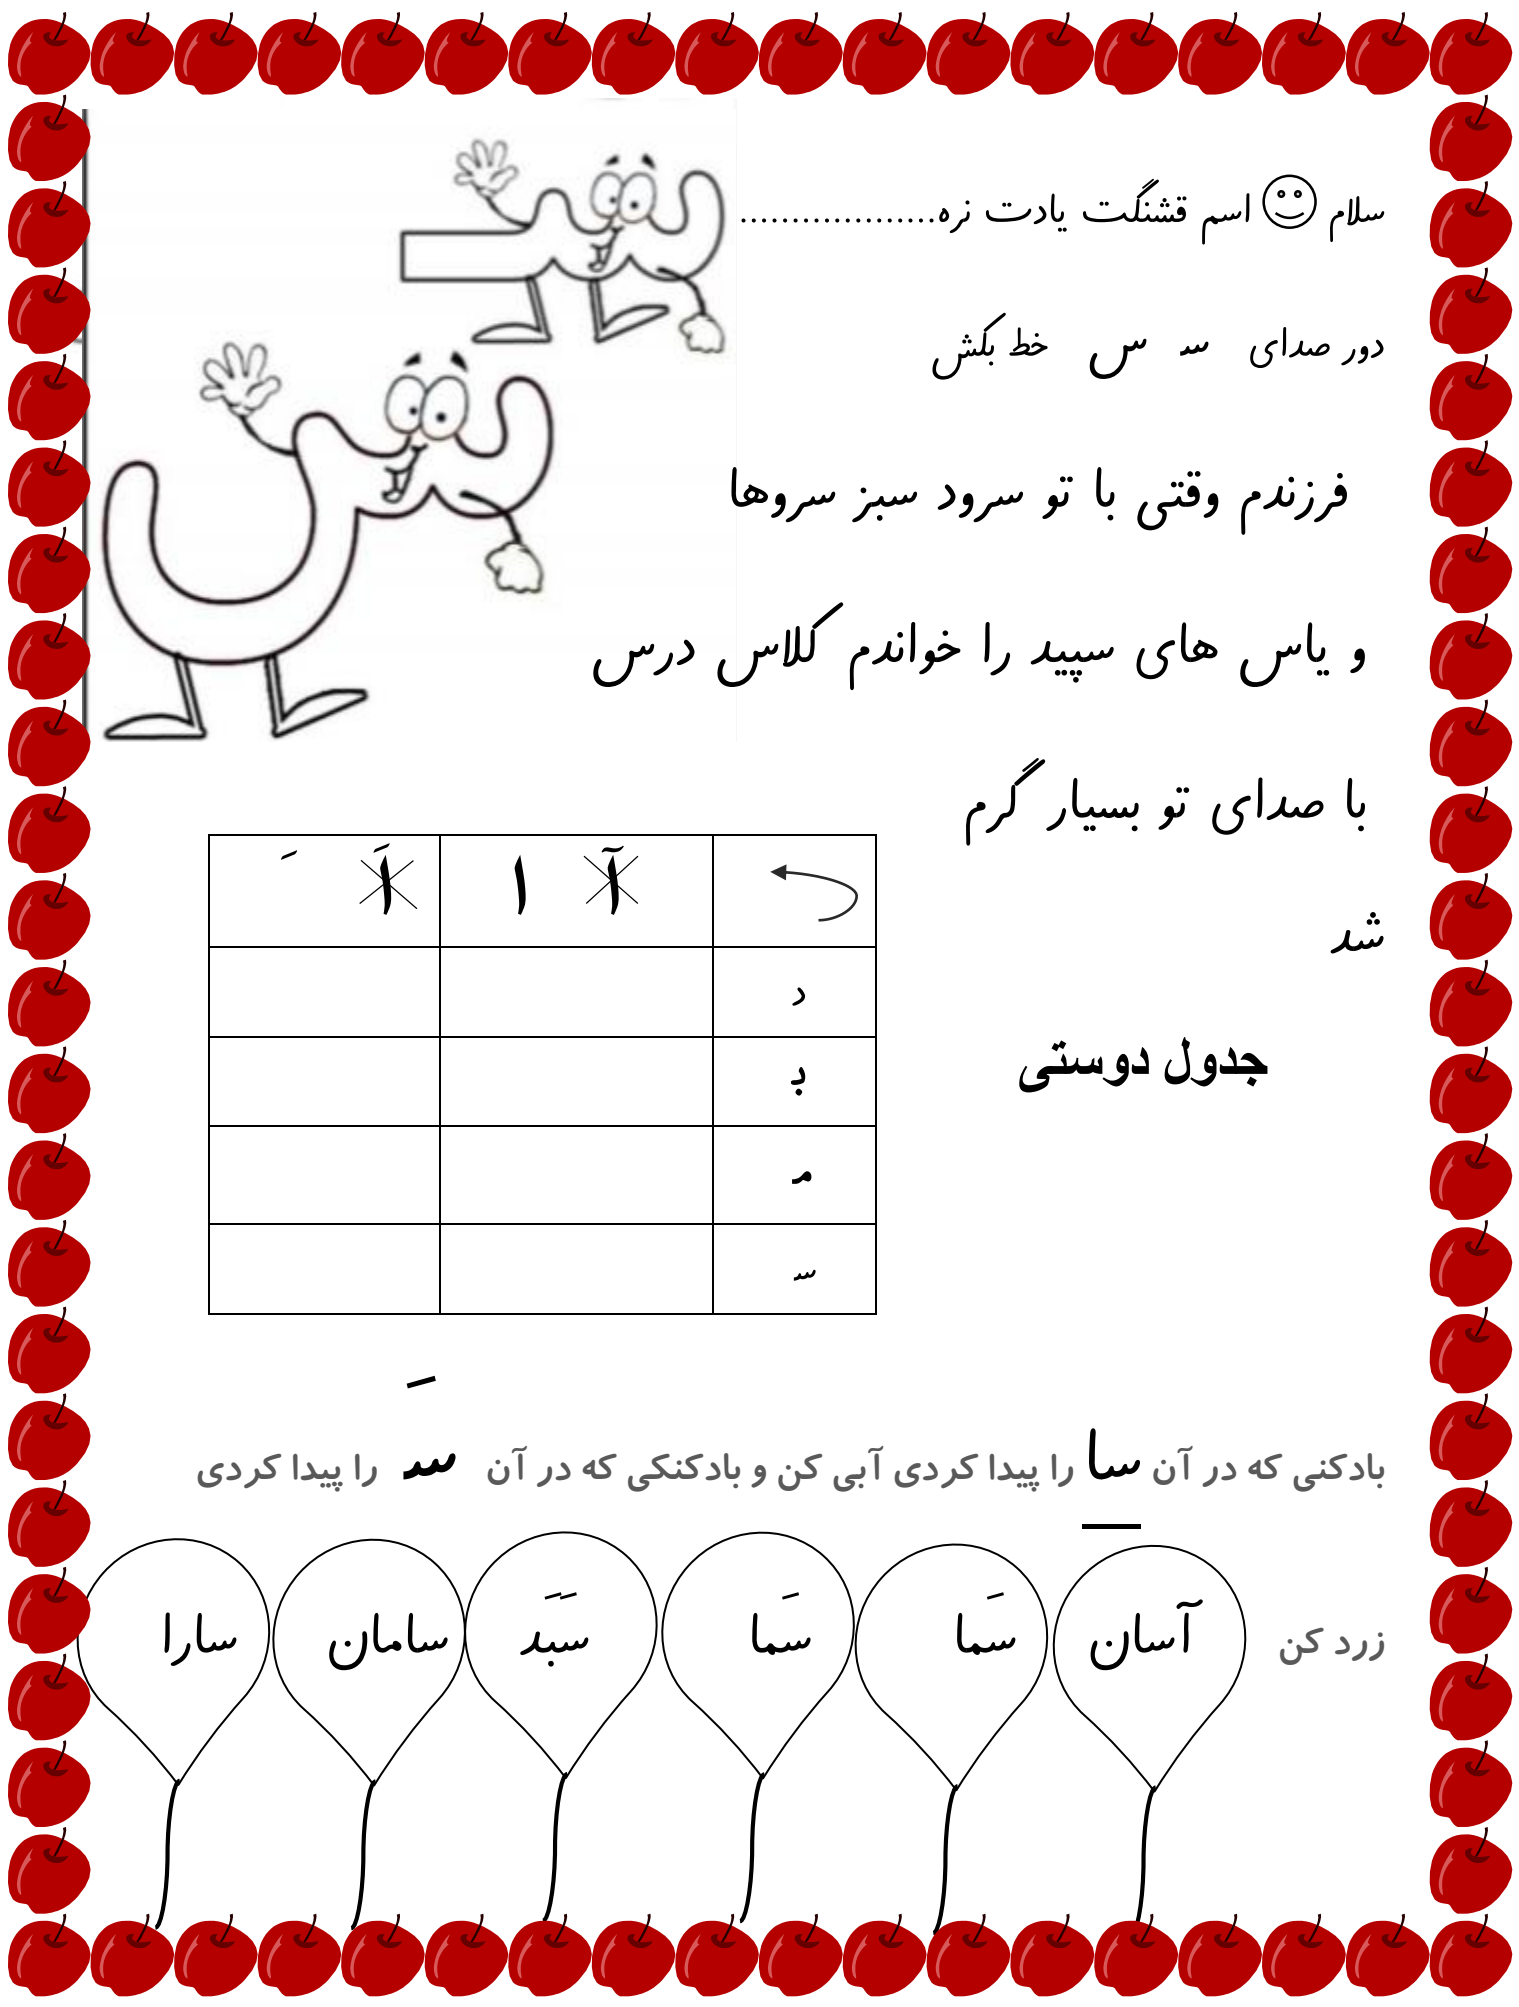 سلام ☺ اسم قشنگت یادت نره...................
دور صدای سـ س خط بکش
فرزندم وقتی با تو سرود سبز سروها
و یاس های سپید را خواندم کلاس درس
با صدای تو بسیار گرم
شد
آ ا اَ َ
د
بـ
مـ
سـ
جدول دوستی
بادکنی که در آن سا را پیدا کردی آبی کن و بادکنکی که در آن سَـ را پیدا کردی
زرد کن
آسان سَما سَما سَبَد سامان سارا